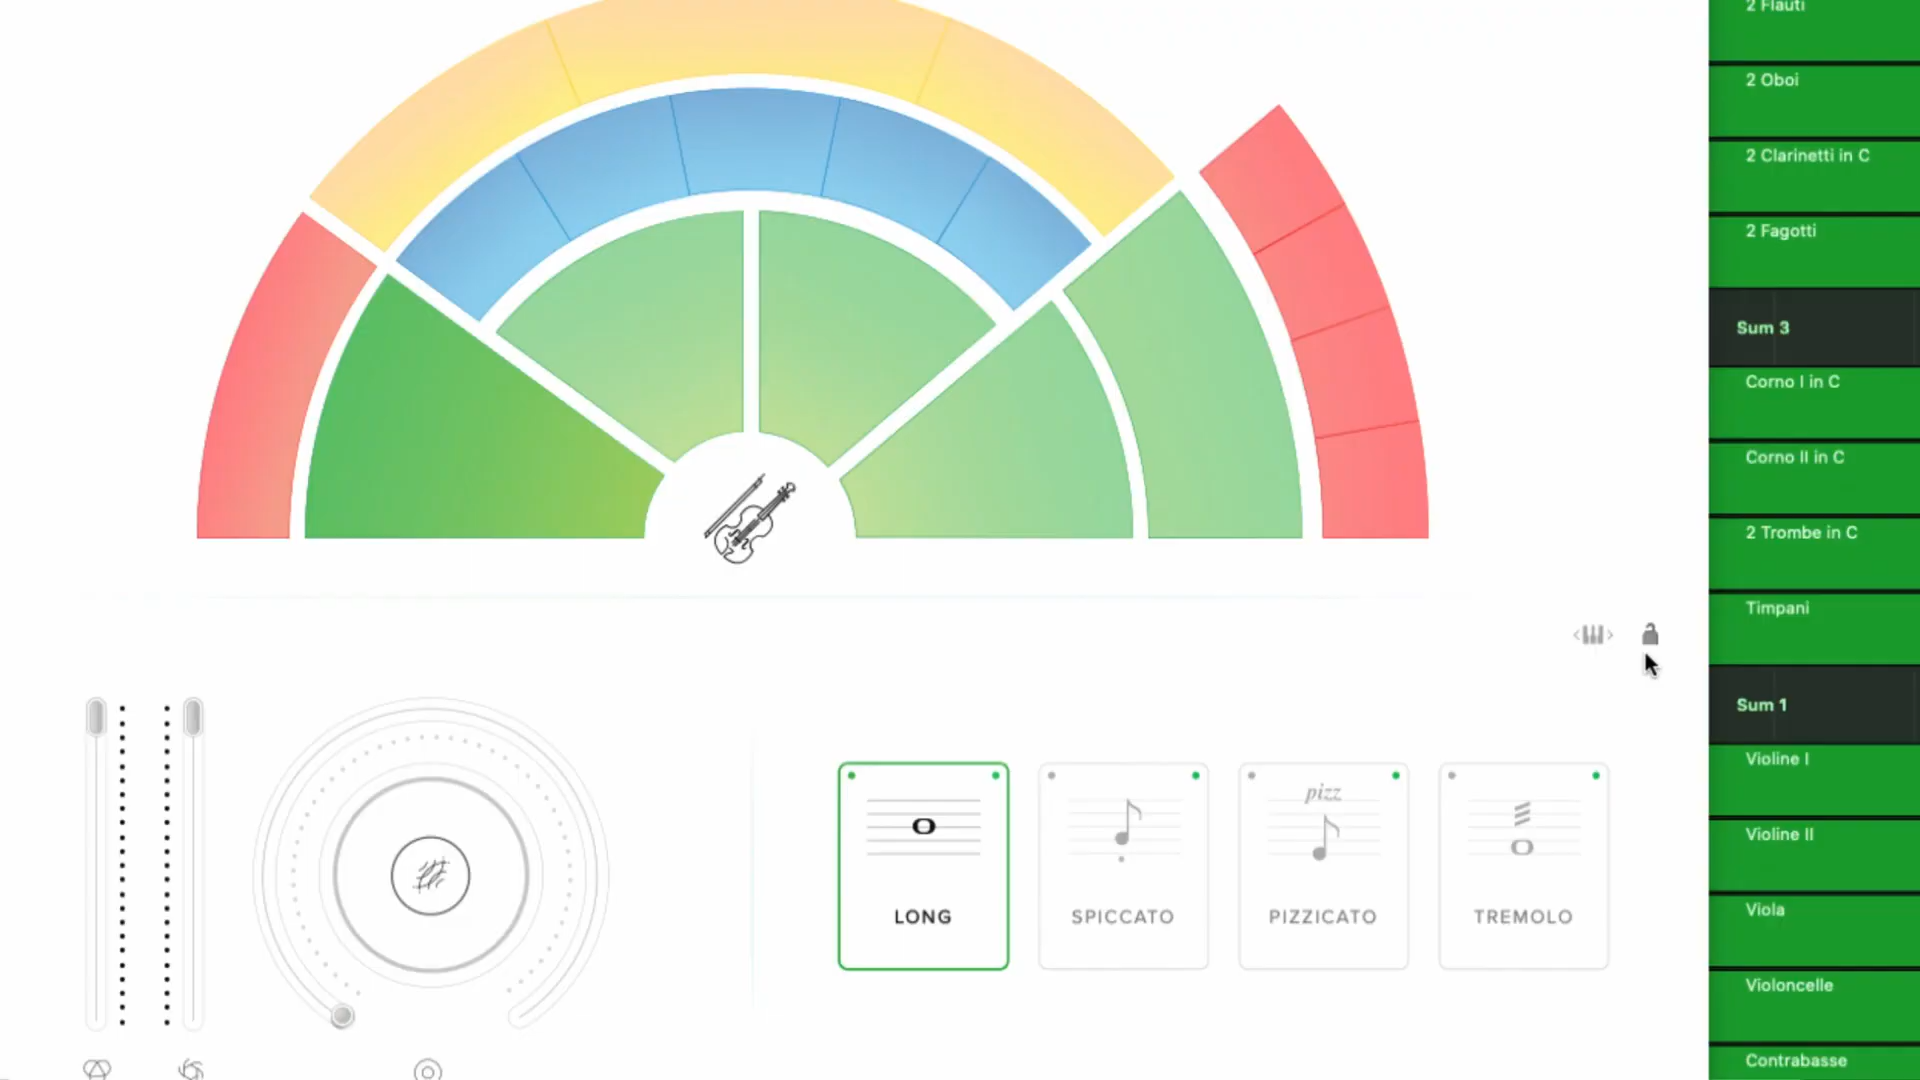 2 Flauti
2 Oboi
2 Clarinetti in C
2 Fagotti
Sum 3
Corno I in C
Corno II in C
2 Trombe in C
Timpani
Sum 1
Violine I
Violine II
Viola
Violoncelle
Contrabasse
pizz
LONG
SPICCATO
PIZZICATO
TREMOLO